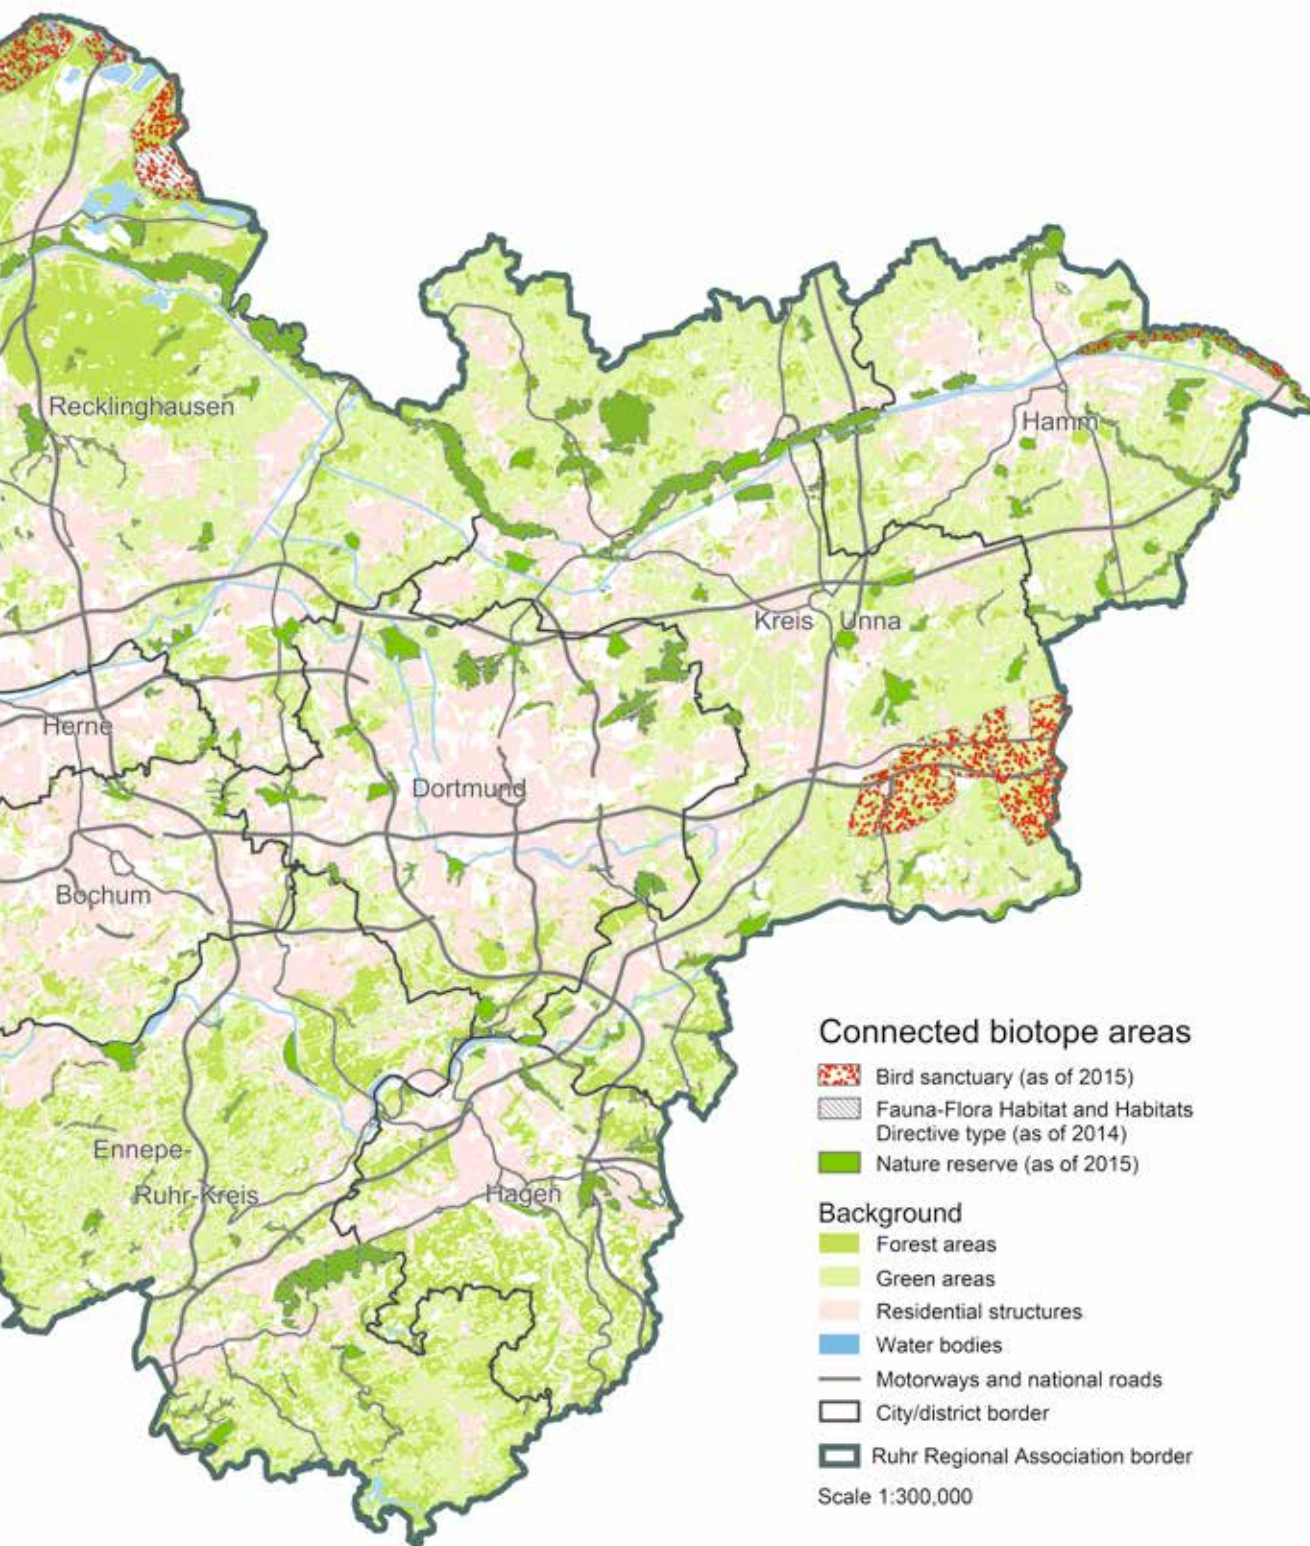 Recklinghausen
Hamm
Kreis Unna
Herne
Dortmund
Bochum
Ennepe-
Ruhr-Kreis
Hagen
Connected biotope areas
Bird sanctuary (as of 2015)
Fauna-Flora Habitat and Habitats
Directive type (as of 2014)
Nature reserve (as of 2015)
Background
Forest areas
Green areas
Residential structures
Water bodies
Motorways and national roads
City/district border
Ruhr Regional Association border
Scale 1:300,000